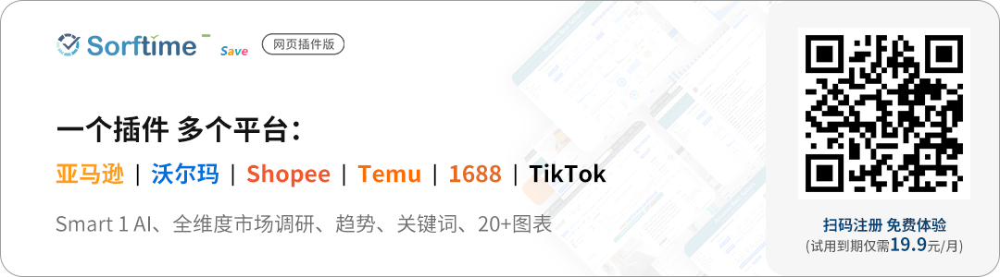 Sorftime Save 网页插件版
一个插件 多个平台：
亚马逊 | 沃尔玛 | Shopee | Temu | 1688 | TikTok
Smart 1 AI、全维度市场调研、趋势、关键词、20+图表
扫码注册 免费体验
(试用到期仅需19.9元/月)